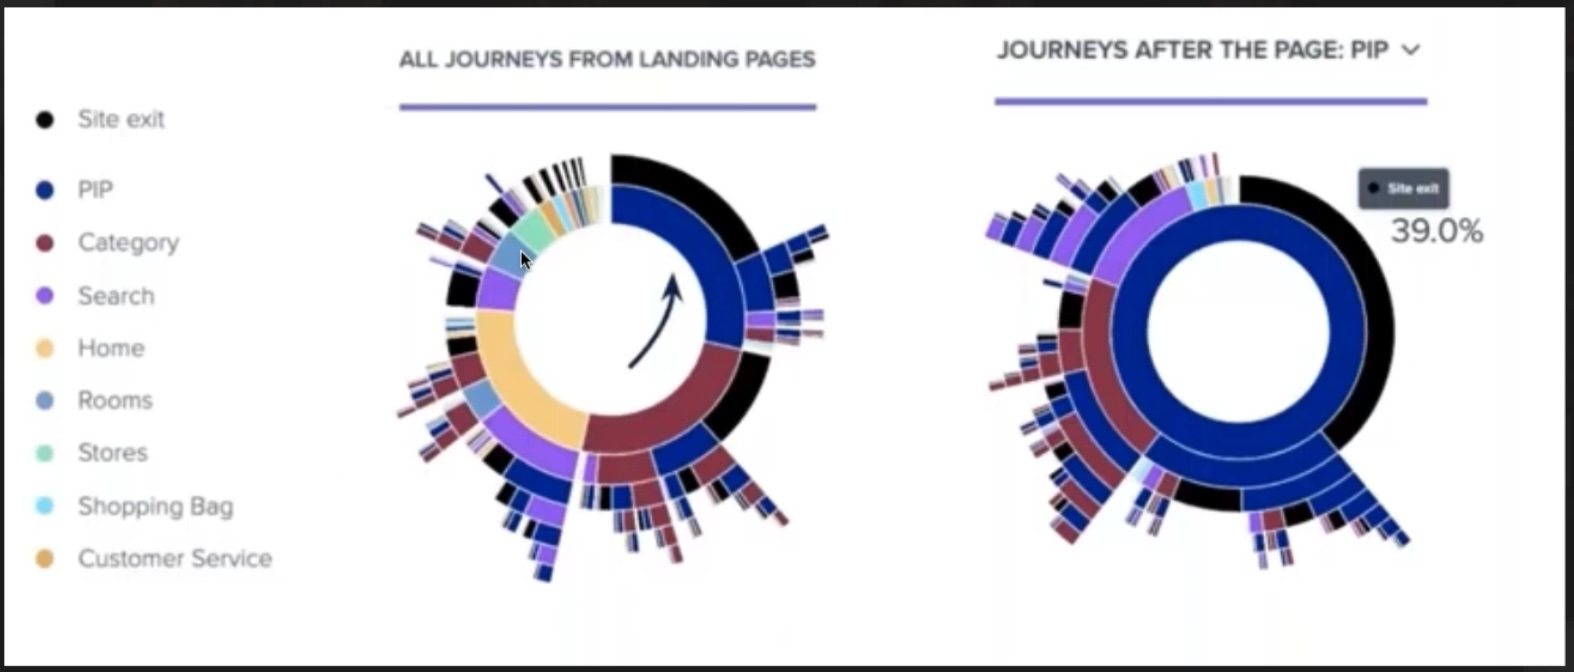 ALL JOURNEYS FROM LANDING PAGES
JOURNEYS AFTER THE PAGE: PIP
Site exit
PIP
Category
Search
Home
Rooms
Stores
Shopping Bag
Customer Service
Site exit
39.0%